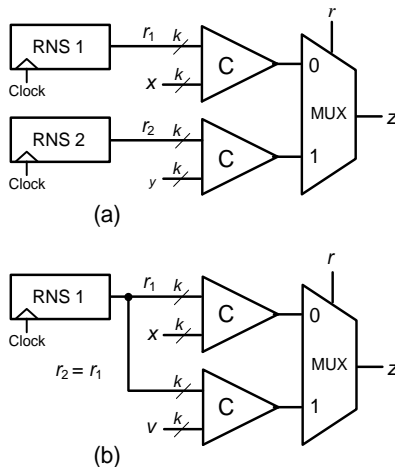 r
RNS 1
r₁
k
C
0
Clock
x
k
MUX
z
RNS 2
r₂
k
C
1
Clock
y
k
(a)
r
RNS 1
r₁
k
C
0
Clock
x
k
MUX
z
r₂ = r₁
k
C
1
v
k
(b)